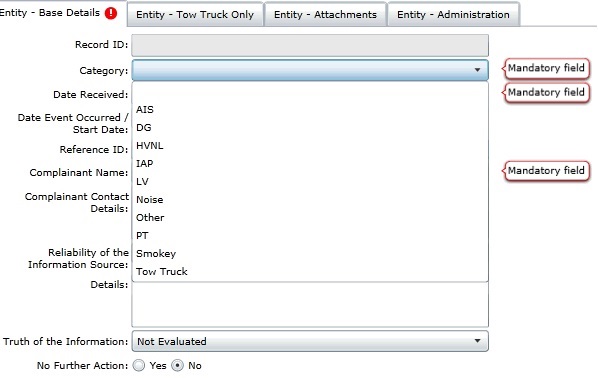 Entity - Base Details ! Entity - Tow Truck Only Entity - Attachments Entity - Administration
Record ID:
Category: Mandatory field
Date Received: Mandatory field
AIS
Date Event Occurred /
Start Date:
DG
HVNL
Reference ID:
IAP
Complainant Name: Mandatory field
LV
Complainant Contact
Details:
Noise
Other
PT
Reliability of the
Information Source:
Smokey
Tow Truck
Details:
Truth of the Information: Not Evaluated
No Further Action: Yes No